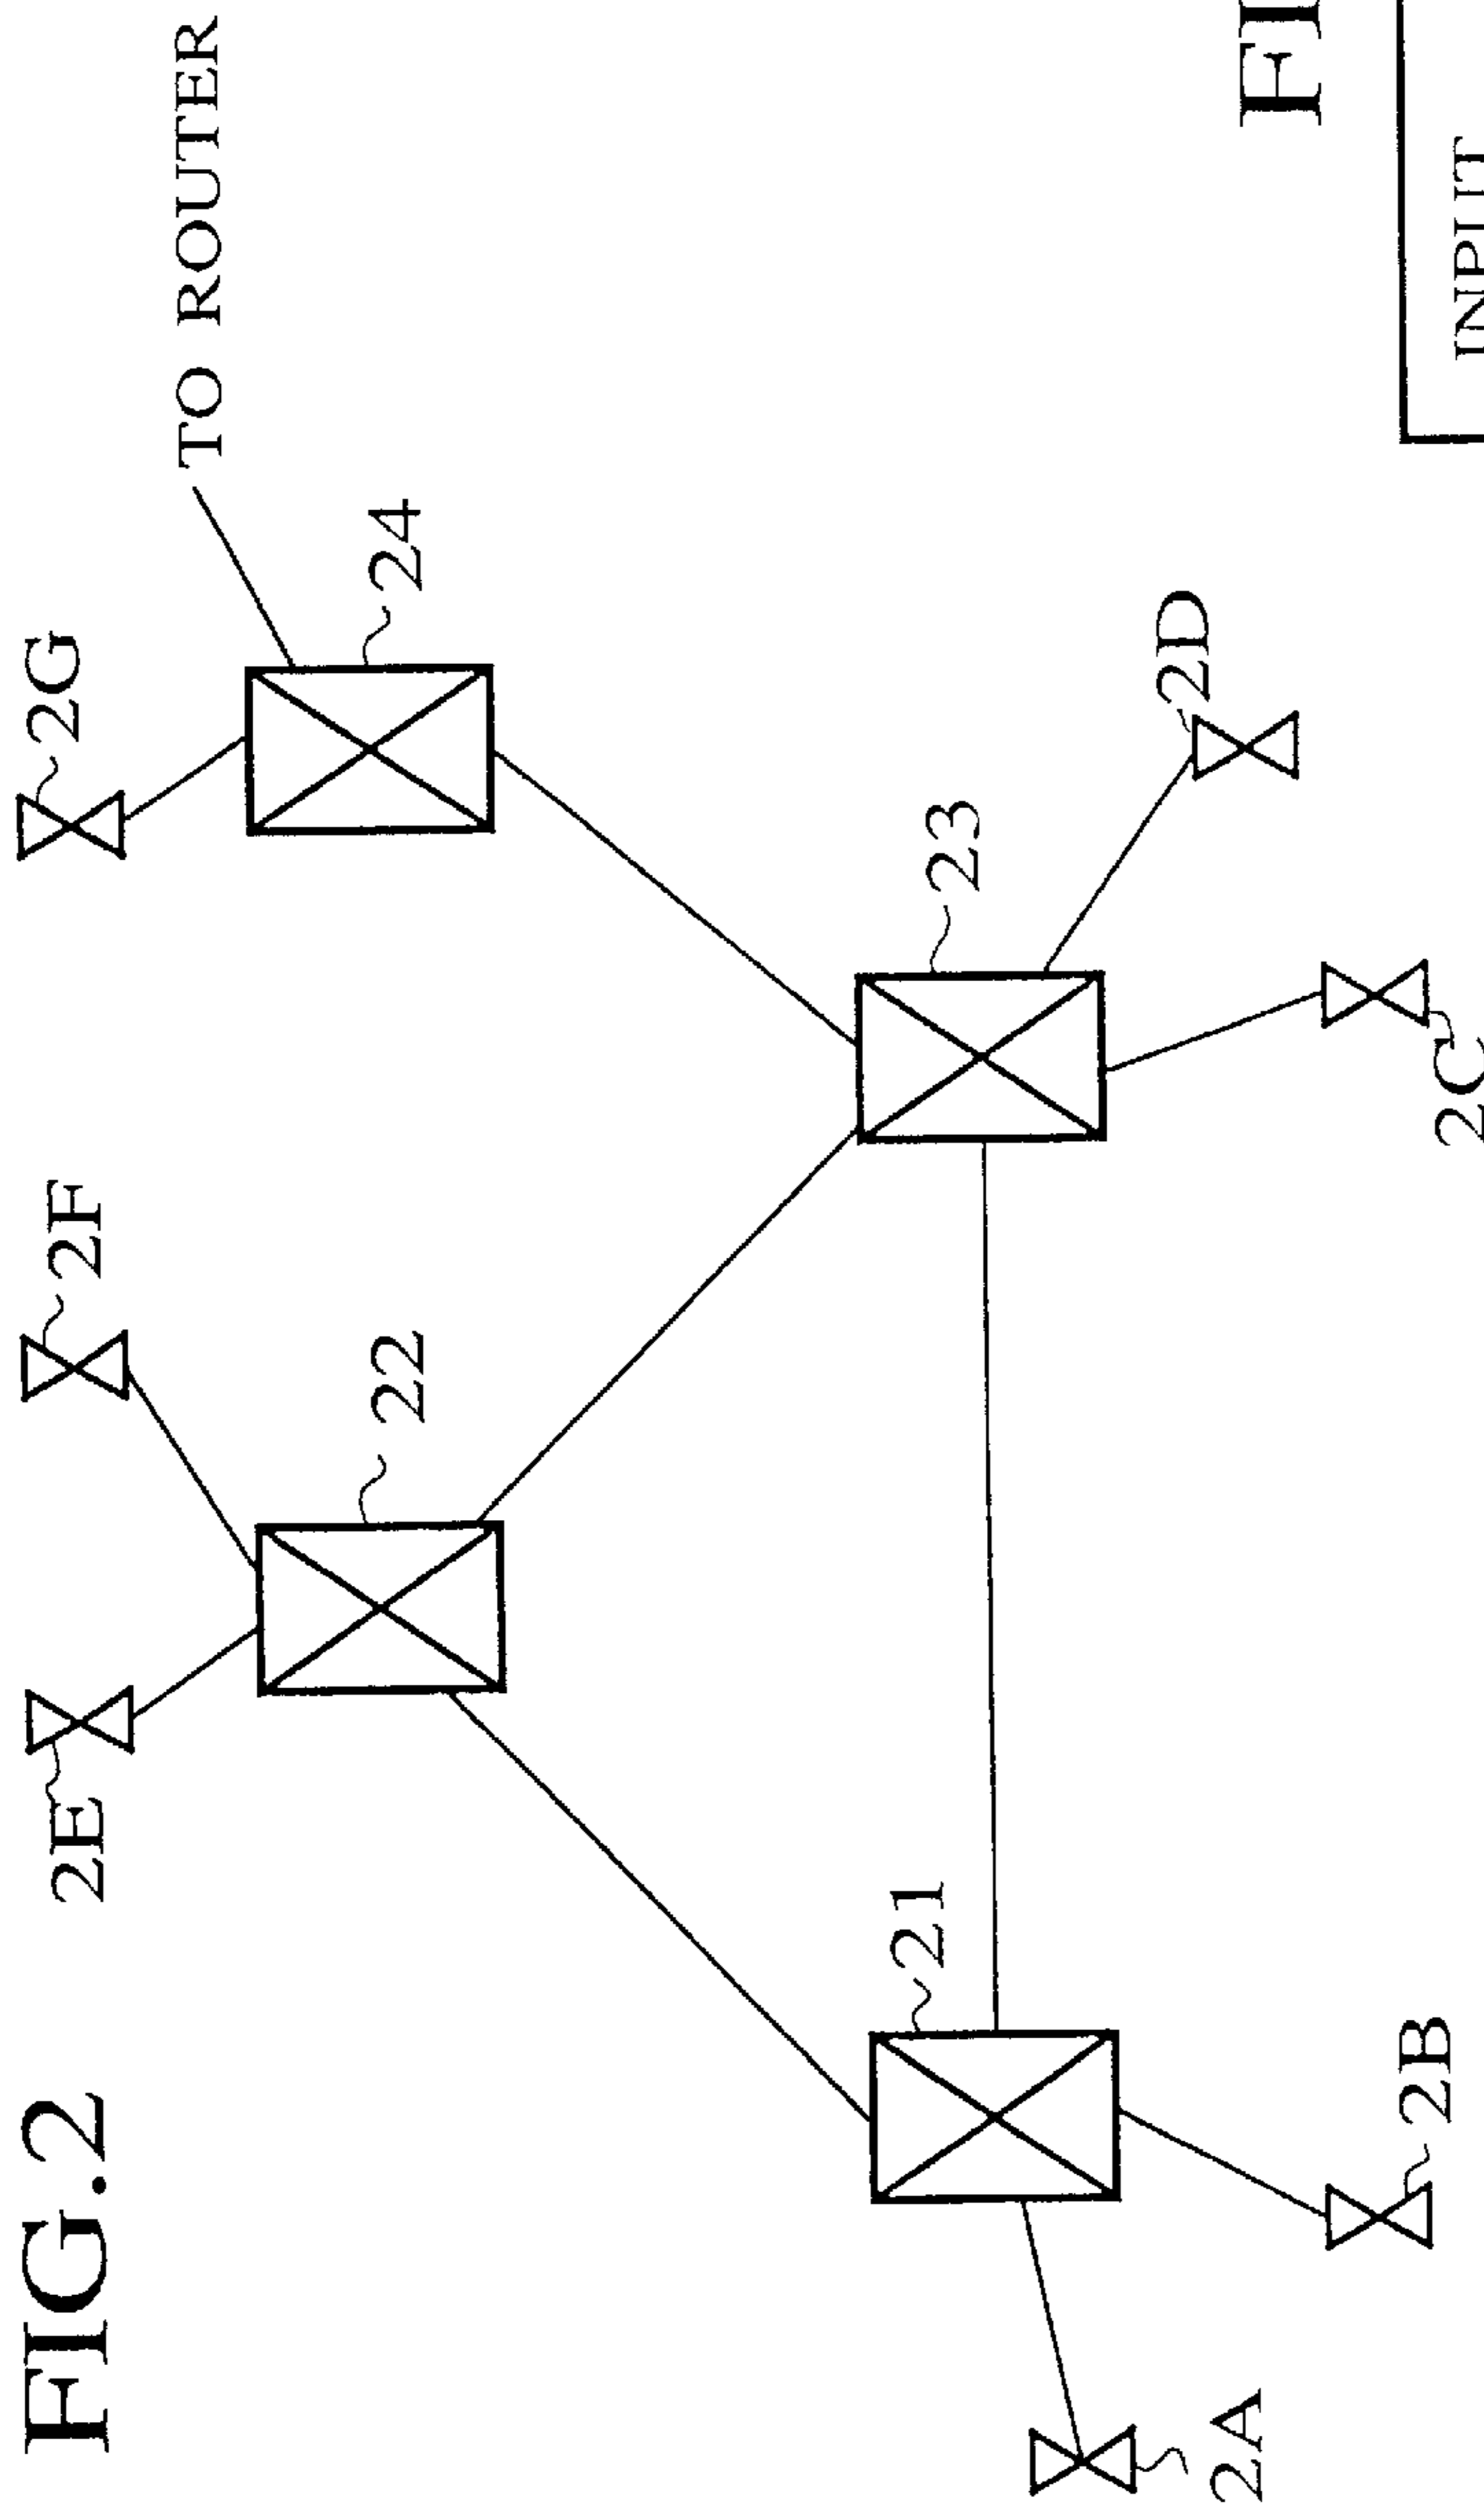 FIG.2
2E
2F
2G
TO ROUTER
22
24
21
23
2D
2A
2B
2C
FI
INPUT